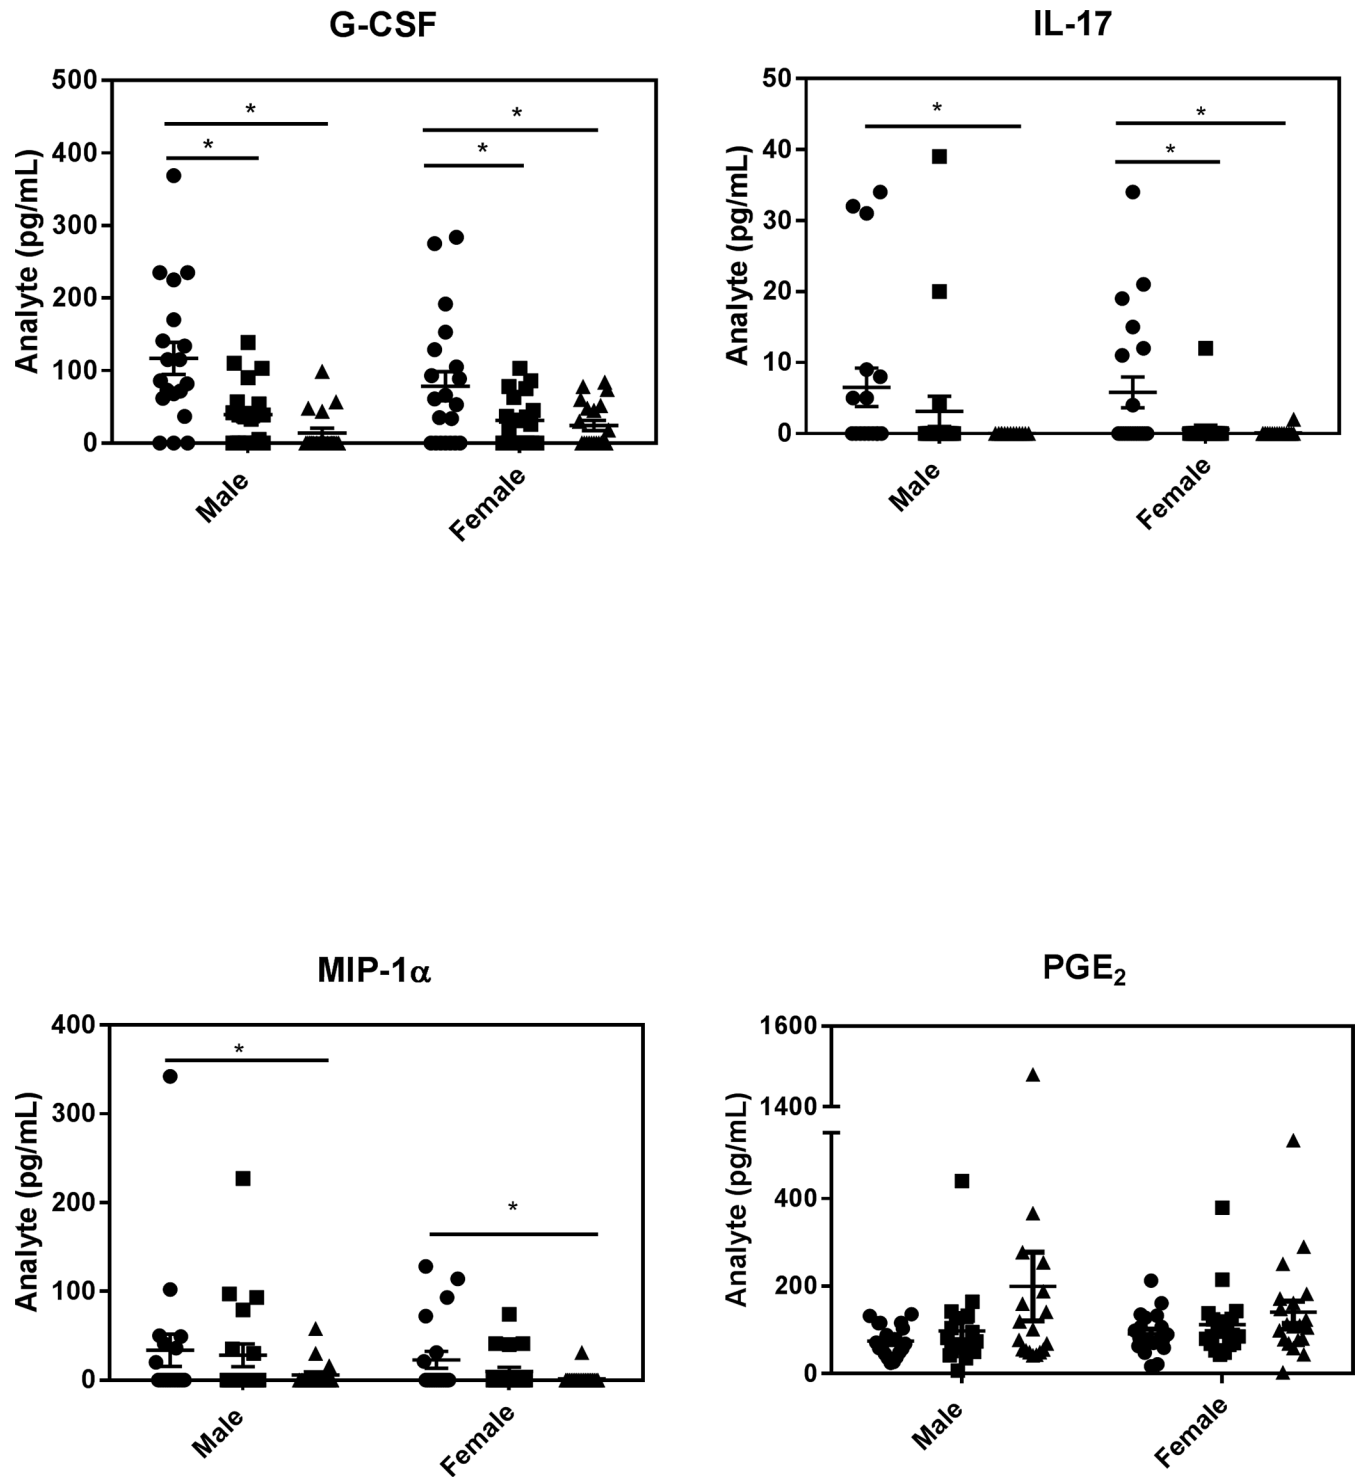 G-CSF
IL-17
Analyte (pg/mL)
500
400
300
200
100
0
*
*
*
*
Male
Female
Analyte (pg/mL)
50
40
30
20
10
0
*
*
*
Male
Female
MIP-1α
PGE₂
Analyte (pg/mL)
400
300
200
100
0
*
*
Male
Female
Analyte (pg/mL)
1600
1400
400
200
0
Male
Female